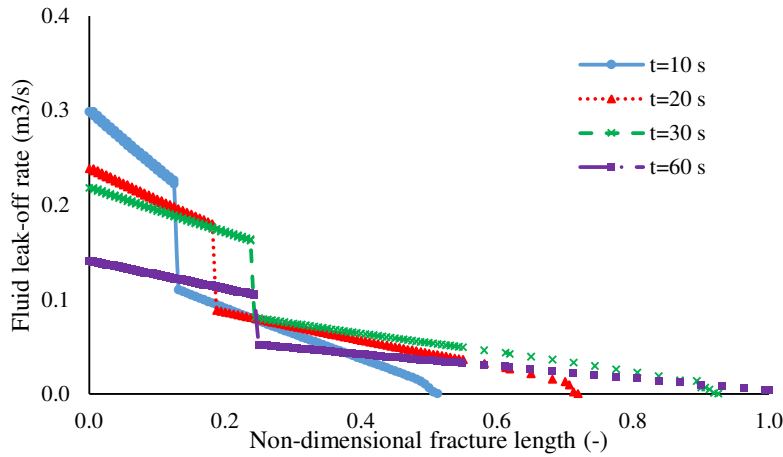 0.4
0.3
0.2
0.1
0.0
Fluid leak-off rate (m3/s)
t=10 s
t=20 s
t=30 s
t=60 s
0.0 0.2 0.4 0.6 0.8 1.0
Non-dimensional fracture length (-)